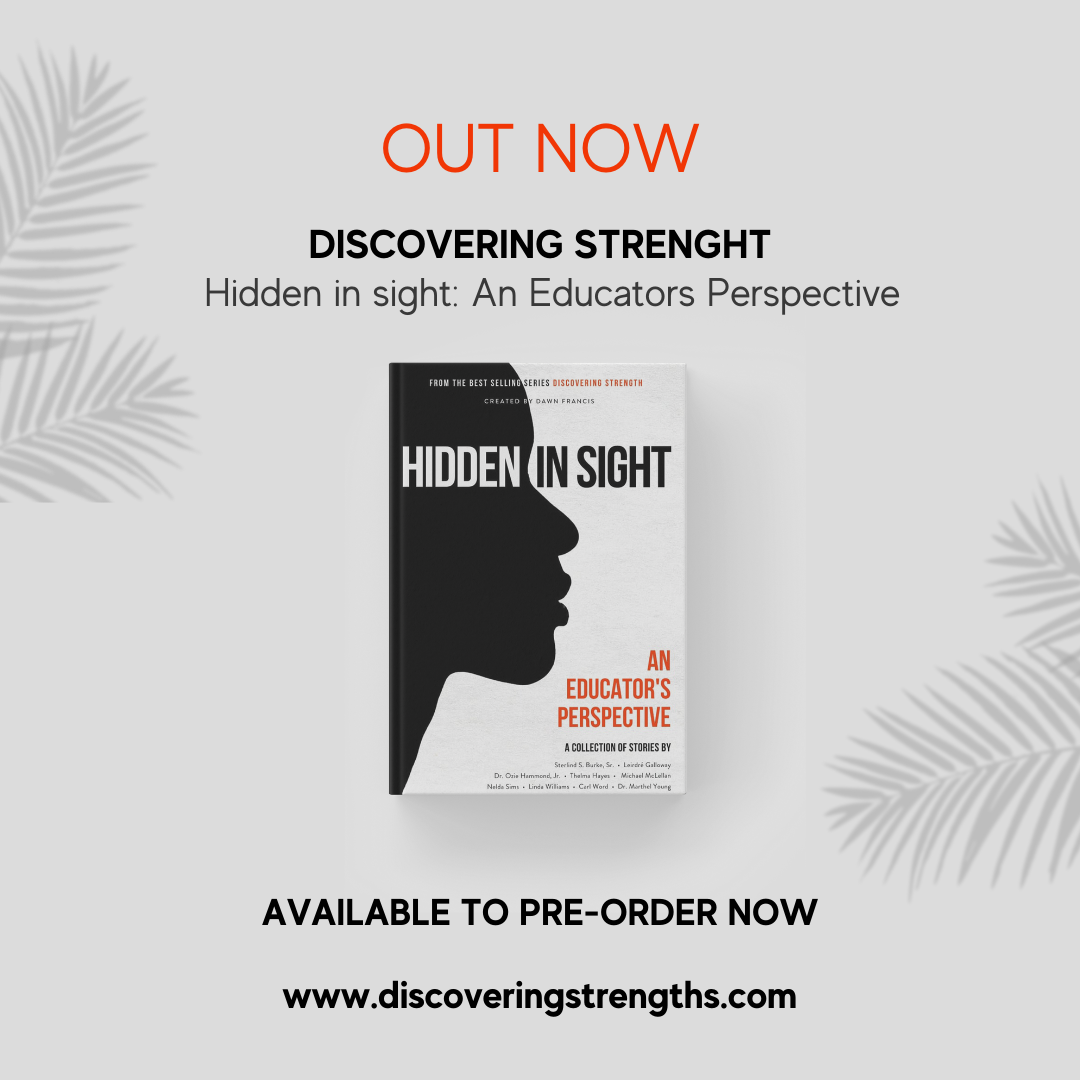 OUT NOW
DISCOVERING STRENGHT
Hidden in sight: An Educators Perspective
FROM THE BEST SELLING SERIES DISCOVERING STRENGTH
CREATED BY DAWN FRANCIS
HIDDEN IN SIGHT
AN
EDUCATOR'S
PERSPECTIVE
A COLLECTION OF STORIES BY
Sterlind S. Burke, Sr. • Leirdré Galloway
Dr. Ozie Hammond, Jr. • Thelma Hayes • Michael McLellan
Nelda Sims • Linda Williams • Carl Word • Dr. Marthel Young
AVAILABLE TO PRE-ORDER NOW
www.discoveringstrengths.com